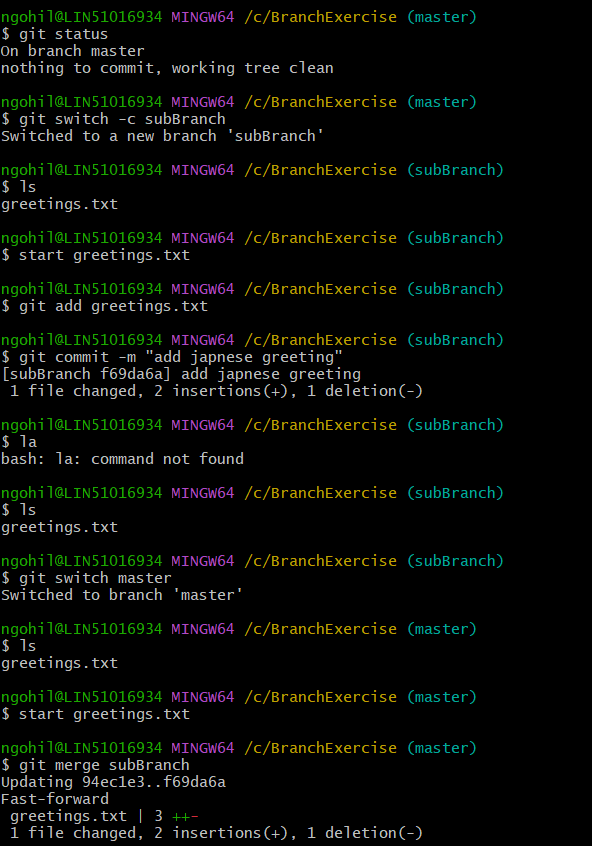 ngohil@LIN51016934 MINGW64 /c/BranchExercise (master)
$ git status
On branch master
nothing to commit, working tree clean
ngohil@LIN51016934 MINGW64 /c/BranchExercise (master)
$ git switch -c subBranch
Switched to a new branch 'subBranch'
ngohil@LIN51016934 MINGW64 /c/BranchExercise (subBranch)
$ ls
greetings.txt
ngohil@LIN51016934 MINGW64 /c/BranchExercise (subBranch)
$ start greetings.txt
ngohil@LIN51016934 MINGW64 /c/BranchExercise (subBranch)
$ git add greetings.txt
ngohil@LIN51016934 MINGW64 /c/BranchExercise (subBranch)
$ git commit -m "add japnese greeting"
[subBranch f69da6a] add japnese greeting
 1 file changed, 2 insertions(+), 1 deletion(-)
ngohil@LIN51016934 MINGW64 /c/BranchExercise (subBranch)
$ la
bash: la: command not found
ngohil@LIN51016934 MINGW64 /c/BranchExercise (subBranch)
$ ls
greetings.txt
ngohil@LIN51016934 MINGW64 /c/BranchExercise (subBranch)
$ git switch master
Switched to branch 'master'
ngohil@LIN51016934 MINGW64 /c/BranchExercise (master)
$ ls
greetings.txt
ngohil@LIN51016934 MINGW64 /c/BranchExercise (master)
$ start greetings.txt
ngohil@LIN51016934 MINGW64 /c/BranchExercise (master)
$ git merge subBranch
Updating 94ec1e3..f69da6a
Fast-forward
 greetings.txt | 3 ++-
 1 file changed, 2 insertions(+), 1 deletion(-)